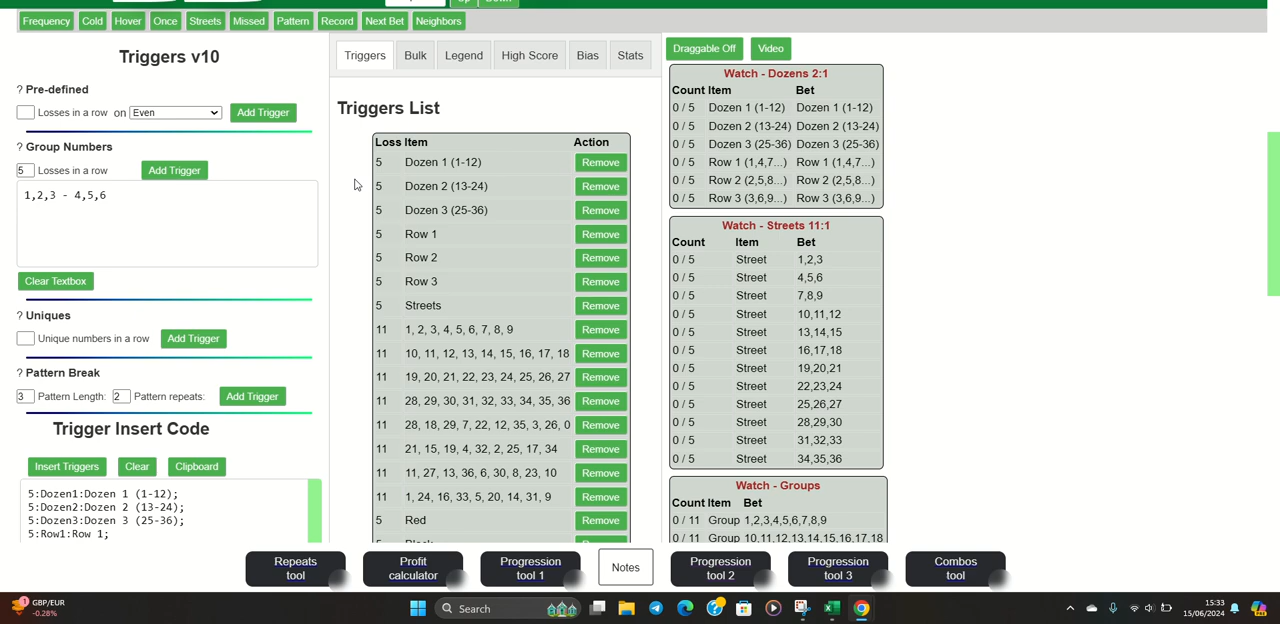 Up Down
Frequency Cold Hover Once Streets Missed Pattern Record Next Bet Neighbors
Triggers v10
? Pre-defined
Losses in a row on Even Add Trigger
? Group Numbers
5 Losses in a row Add Trigger
1,2,3 - 4,5,6
Clear Textbox
? Uniques
Unique numbers in a row Add Trigger
? Pattern Break
3 Pattern Length: 2 Pattern repeats: Add Trigger
Trigger Insert Code
Insert Triggers Clear Clipboard
5:Dozen1:Dozen 1 (1-12);
5:Dozen2:Dozen 2 (13-24);
5:Dozen3:Dozen 3 (25-36);
5:Row1:Row 1;
Triggers Bulk Legend High Score Bias Stats
Triggers List
Loss Item Action
5 Dozen 1 (1-12) Remove
5 Dozen 2 (13-24) Remove
5 Dozen 3 (25-36) Remove
5 Row 1 Remove
5 Row 2 Remove
5 Row 3 Remove
5 Streets Remove
11 1, 2, 3, 4, 5, 6, 7, 8, 9 Remove
11 10, 11, 12, 13, 14, 15, 16, 17, 18 Remove
11 19, 20, 21, 22, 23, 24, 25, 26, 27 Remove
11 28, 29, 30, 31, 32, 33, 34, 35, 36 Remove
11 28, 18, 29, 7, 22, 12, 35, 3, 26, 0 Remove
11 21, 15, 19, 4, 32, 2, 25, 17, 34 Remove
11 11, 27, 13, 36, 6, 30, 8, 23, 10 Remove
11 1, 24, 16, 33, 5, 20, 14, 31, 9 Remove
5 Red Remove
Draggable Off Video
Watch - Dozens 2:1
Count Item Bet
0 / 5 Dozen 1 (1-12) Dozen 1 (1-12)
0 / 5 Dozen 2 (13-24) Dozen 2 (13-24)
0 / 5 Dozen 3 (25-36) Dozen 3 (25-36)
0 / 5 Row 1 (1,4,7...) Row 1 (1,4,7...)
0 / 5 Row 2 (2,5,8...) Row 2 (2,5,8...)
0 / 5 Row 3 (3,6,9...) Row 3 (3,6,9...)
Watch - Streets 11:1
Count Item Bet
0 / 5 Street 1,2,3
0 / 5 Street 4,5,6
0 / 5 Street 7,8,9
0 / 5 Street 10,11,12
0 / 5 Street 13,14,15
0 / 5 Street 16,17,18
0 / 5 Street 19,20,21
0 / 5 Street 22,23,24
0 / 5 Street 25,26,27
0 / 5 Street 28,29,30
0 / 5 Street 31,32,33
0 / 5 Street 34,35,36
Watch - Groups
Count Item Bet
0 / 11 Group 1,2,3,4,5,6,7,8,9
0 / 11 Group 10,11,12,13,14,15,16,17,18
Repeats tool
Profit calculator
Progression tool 1
Notes
Progression tool 2
Progression tool 3
Combos tool
1 GBP/EUR
-0.28%
Search
15:33
15/06/2024